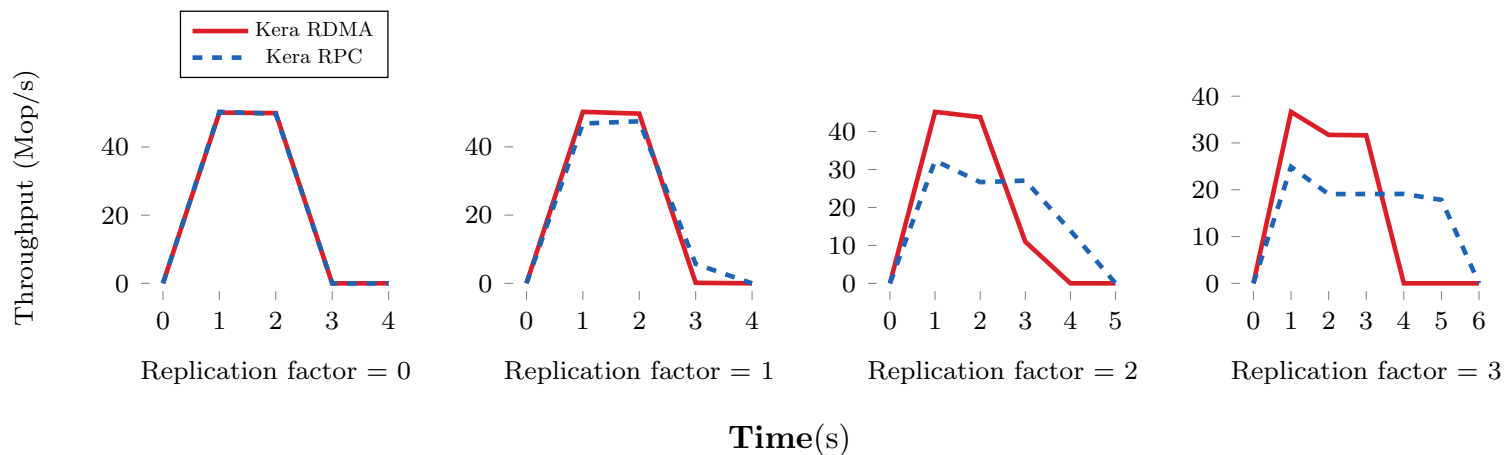 Kera RDMA
Kera RPC
Throughput (Mop/s)
40
20
0
0 1 2 3 4
Replication factor = 0
40
20
0
0 1 2 3 4
Replication factor = 1
40
30
20
10
0
0 1 2 3 4 5
Replication factor = 2
40
30
20
10
0
0 1 2 3 4 5 6
Replication factor = 3
Time(s)